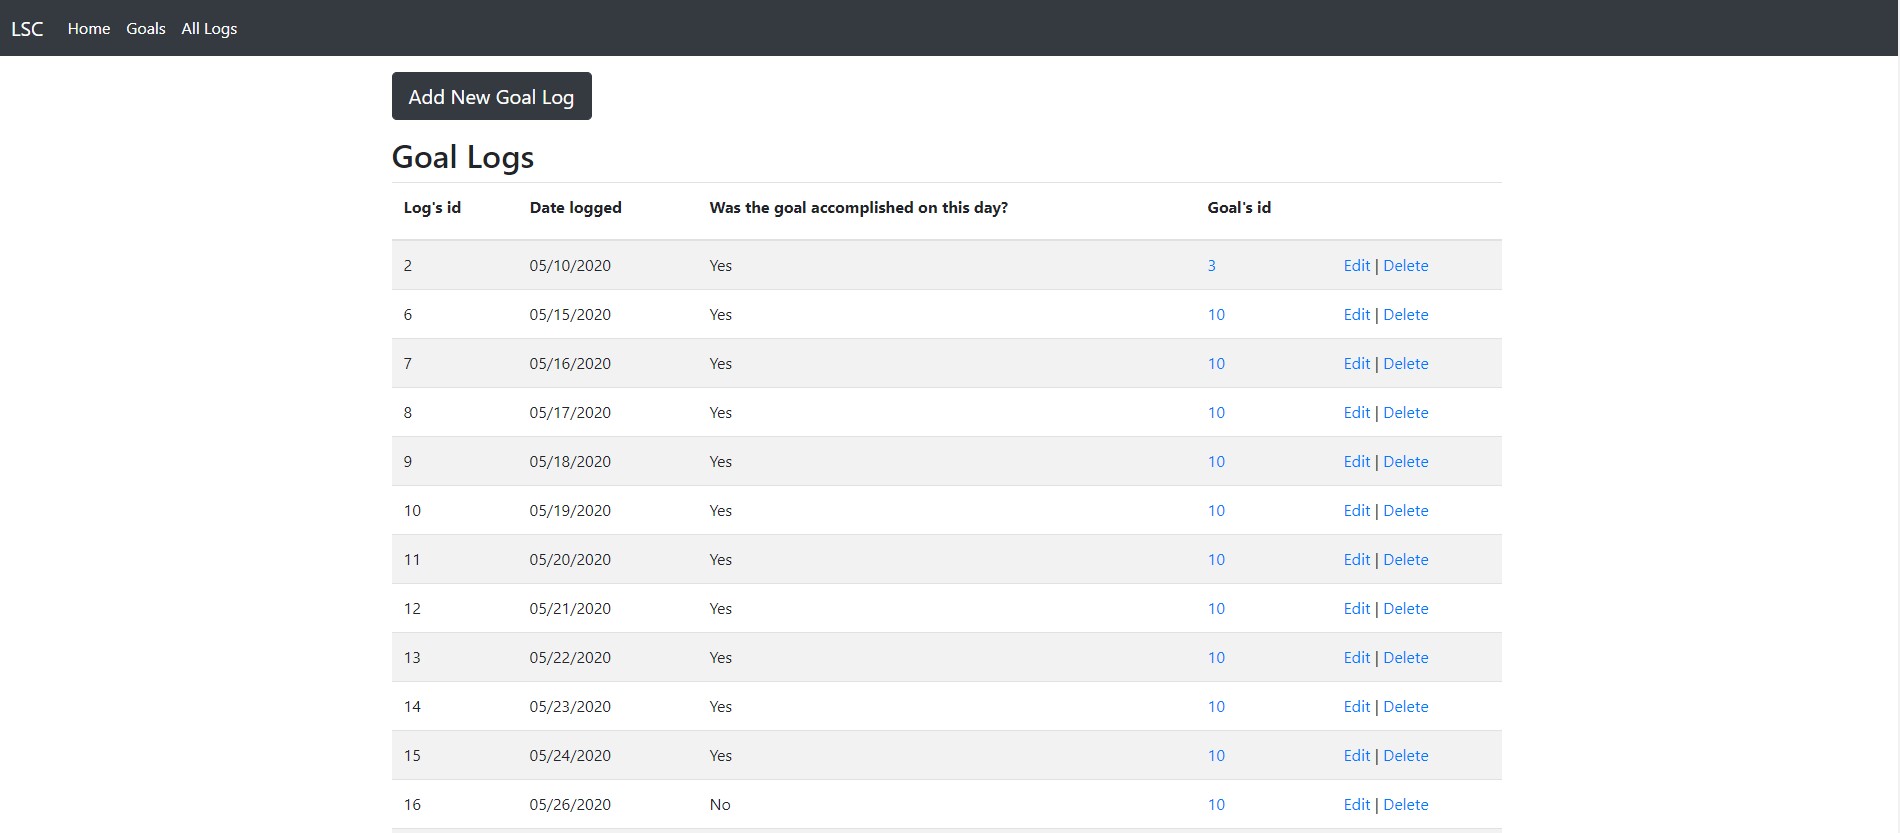 LSC Home Goals All Logs
Add New Goal Log
Goal Logs
Log's id Date logged Was the goal accomplished on this day? Goal's id
2 05/10/2020 Yes 3 Edit | Delete
6 05/15/2020 Yes 10 Edit | Delete
7 05/16/2020 Yes 10 Edit | Delete
8 05/17/2020 Yes 10 Edit | Delete
9 05/18/2020 Yes 10 Edit | Delete
10 05/19/2020 Yes 10 Edit | Delete
11 05/20/2020 Yes 10 Edit | Delete
12 05/21/2020 Yes 10 Edit | Delete
13 05/22/2020 Yes 10 Edit | Delete
14 05/23/2020 Yes 10 Edit | Delete
15 05/24/2020 Yes 10 Edit | Delete
16 05/26/2020 No 10 Edit | Delete